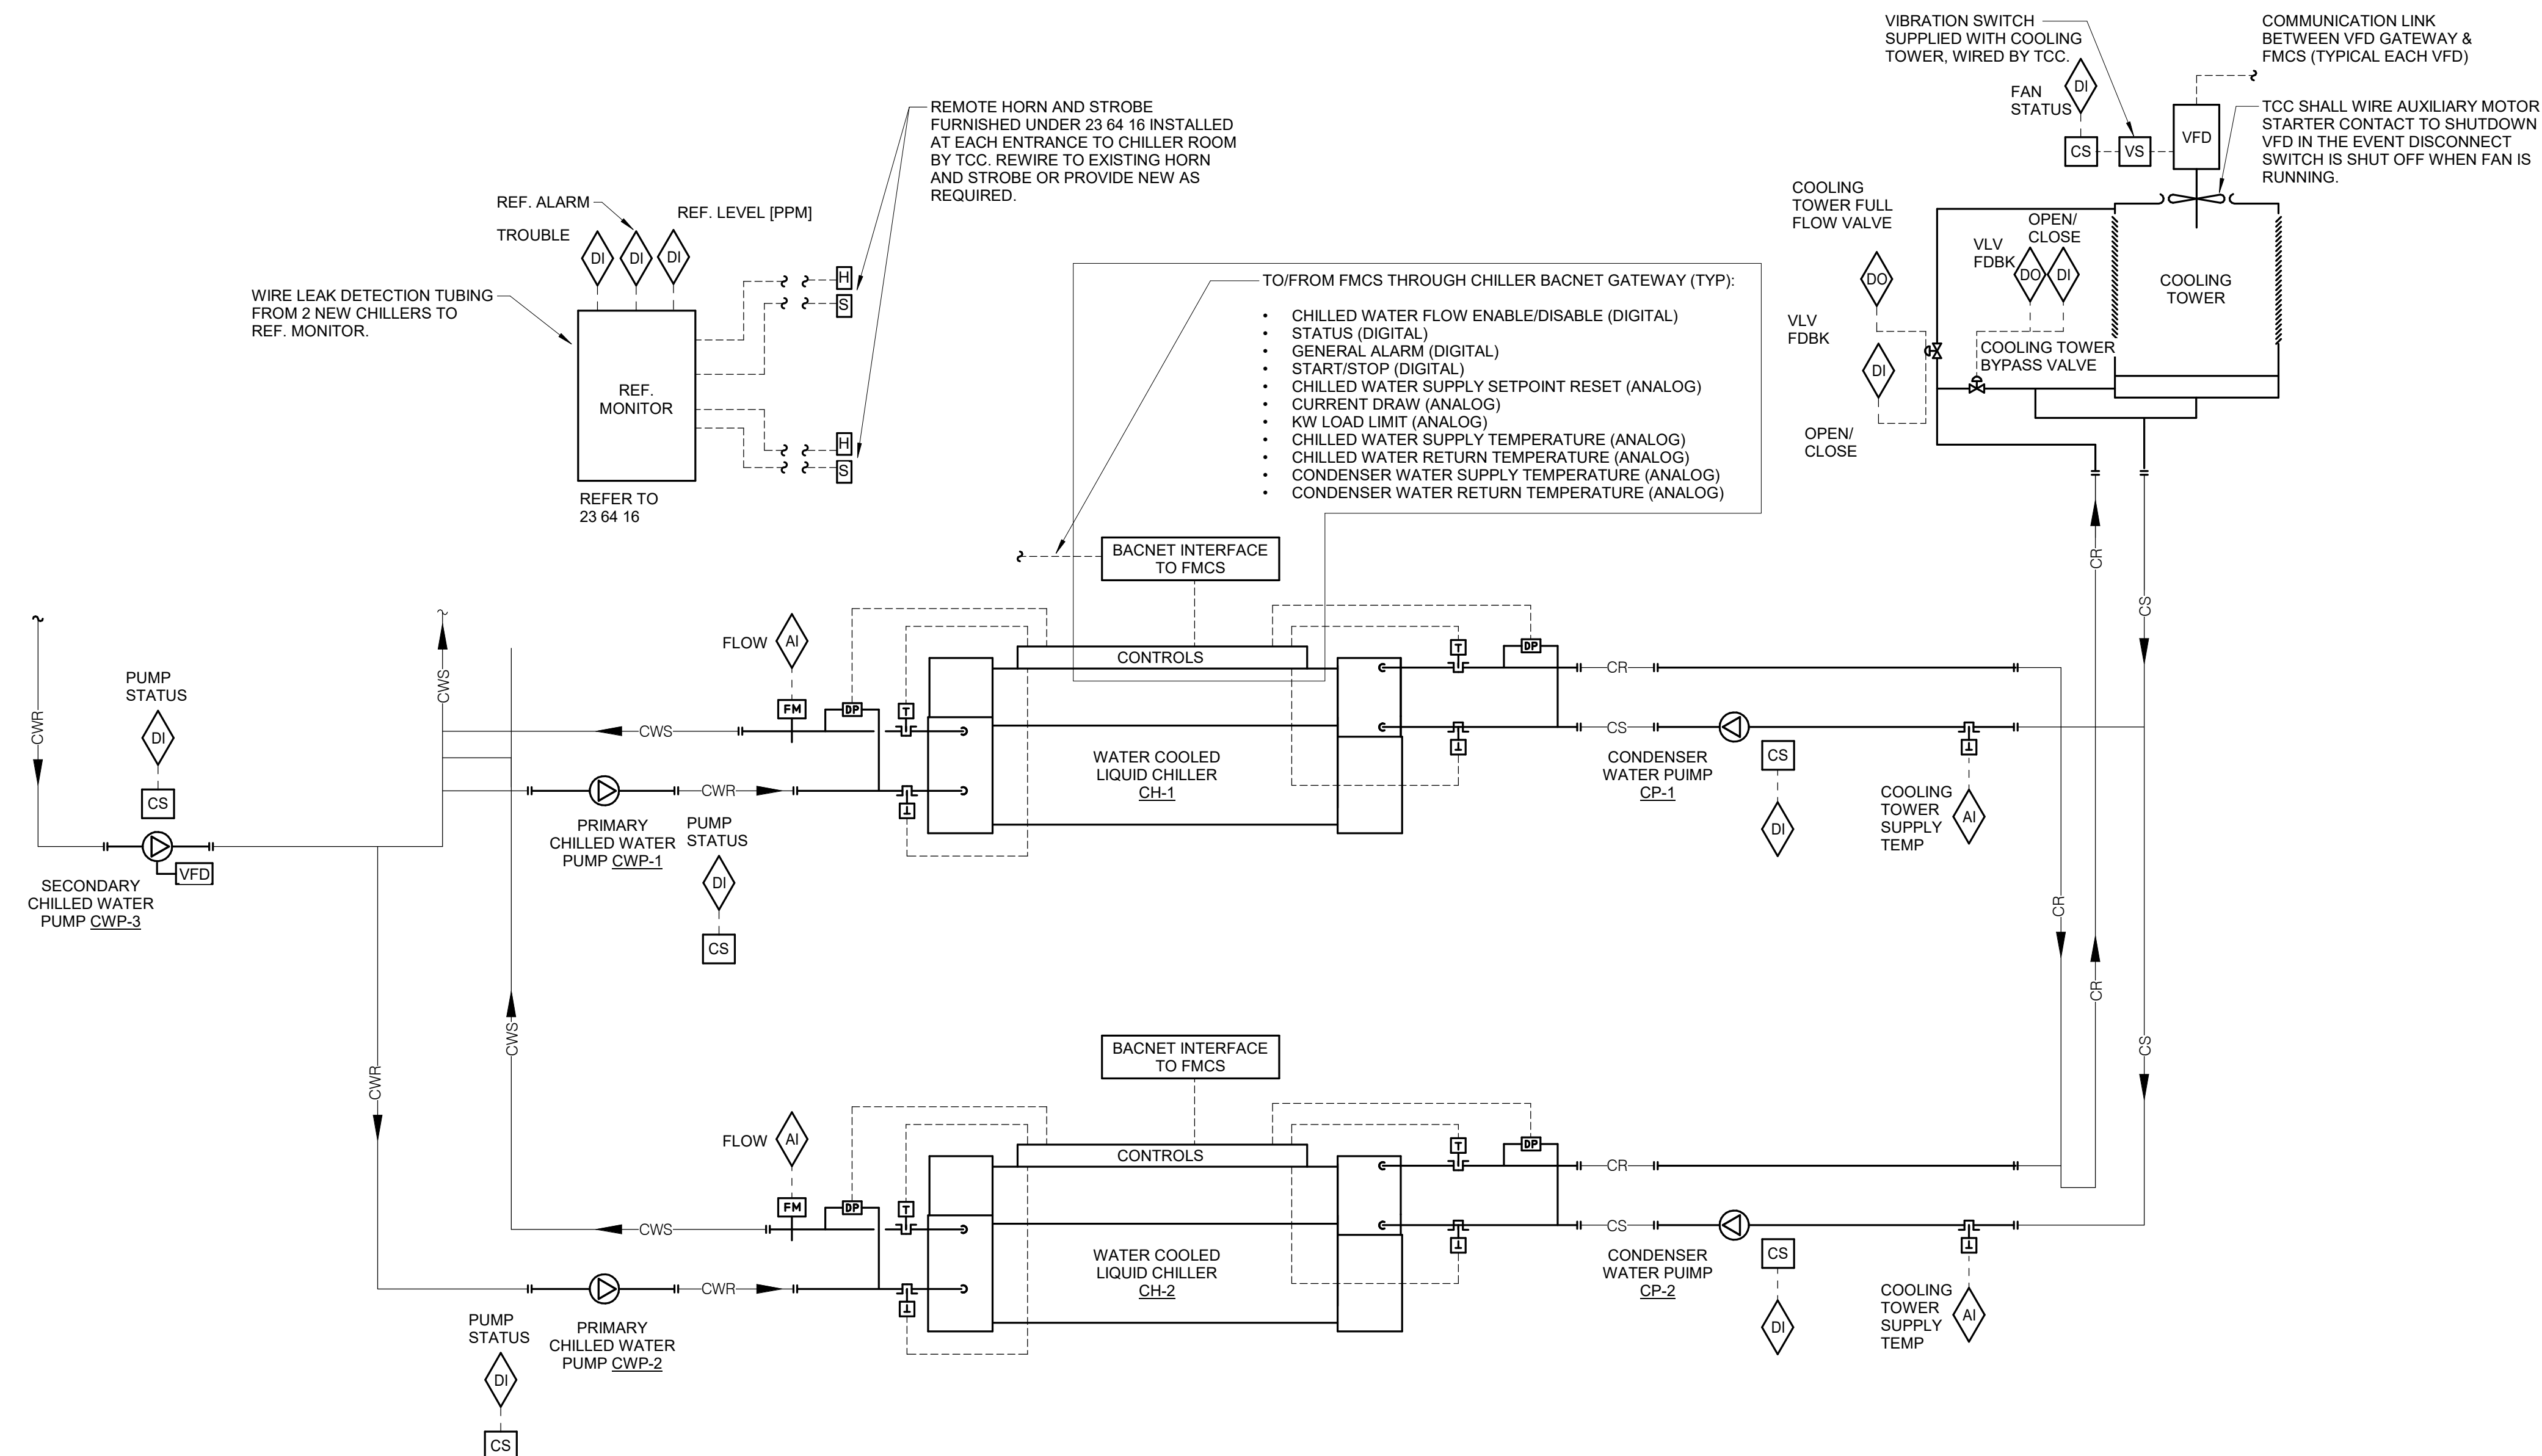 VIBRATION SWITCH
SUPPLIED WITH COOLING
TOWER, WIRED BY TCC.
COMMUNICATION LINK
BETWEEN VFD GATEWAY &
FMCS (TYPICAL EACH VFD)
FAN
STATUS
DI
CS
VS
VFD
TCC SHALL WIRE AUXILIARY MOTOR
STARTER CONTACT TO SHUTDOWN
VFD IN THE EVENT DISCONNECT
SWITCH IS SHUT OFF WHEN FAN IS
RUNNING.
REMOTE HORN AND STROBE
FURNISHED UNDER 23 64 16 INSTALLED
AT EACH ENTRANCE TO CHILLER ROOM
BY TCC. REWIRE TO EXISTING HORN
AND STROBE OR PROVIDE NEW AS
REQUIRED.
REF. ALARM
REF. LEVEL [PPM]
TROUBLE
DI
DI
DI
WIRE LEAK DETECTION TUBING
FROM 2 NEW CHILLERS TO
REF. MONITOR.
REF.
MONITOR
H
S
H
S
REFER TO
23 64 16
COOLING
TOWER FULL
FLOW VALVE
DO
VLV
FDBK
DI
OPEN/
CLOSE
OPEN/
CLOSE
VLV
FDBK
DO
DI
COOLING TOWER
BYPASS VALVE
COOLING
TOWER
TO/FROM FMCS THROUGH CHILLER BACNET GATEWAY (TYP):
• CHILLED WATER FLOW ENABLE/DISABLE (DIGITAL)
• STATUS (DIGITAL)
• GENERAL ALARM (DIGITAL)
• START/STOP (DIGITAL)
• CHILLED WATER SUPPLY SETPOINT RESET (ANALOG)
• CURRENT DRAW (ANALOG)
• KW LOAD LIMIT (ANALOG)
• CHILLED WATER SUPPLY TEMPERATURE (ANALOG)
• CHILLED WATER RETURN TEMPERATURE (ANALOG)
• CONDENSER WATER SUPPLY TEMPERATURE (ANALOG)
• CONDENSER WATER RETURN TEMPERATURE (ANALOG)
BACNET INTERFACE
TO FMCS
CR
CS
CWR
CWS
PUMP
STATUS
DI
CS
VFD
SECONDARY
CHILLED WATER
PUMP CWP-3
FLOW
AI
FM
DP
T
CWS
CWR
T
PRIMARY
CHILLED WATER
PUMP CWP-1
PUMP
STATUS
DI
CS
CONTROLS
WATER COOLED
LIQUID CHILLER
CH-1
T
DP
CR
T
CS
CONDENSER
WATER PUIMP
CP-1
CS
DI
T
COOLING
TOWER
SUPPLY
TEMP
AI
CR
CR
CS
CWS
CWR
BACNET INTERFACE
TO FMCS
FLOW
AI
FM
DP
T
CWS
CWR
T
PRIMARY
CHILLED WATER
PUMP CWP-2
PUMP
STATUS
DI
CS
CONTROLS
WATER COOLED
LIQUID CHILLER
CH-2
T
DP
CR
T
CS
CONDENSER
WATER PUIMP
CP-2
CS
DI
T
COOLING
TOWER
SUPPLY
TEMP
AI